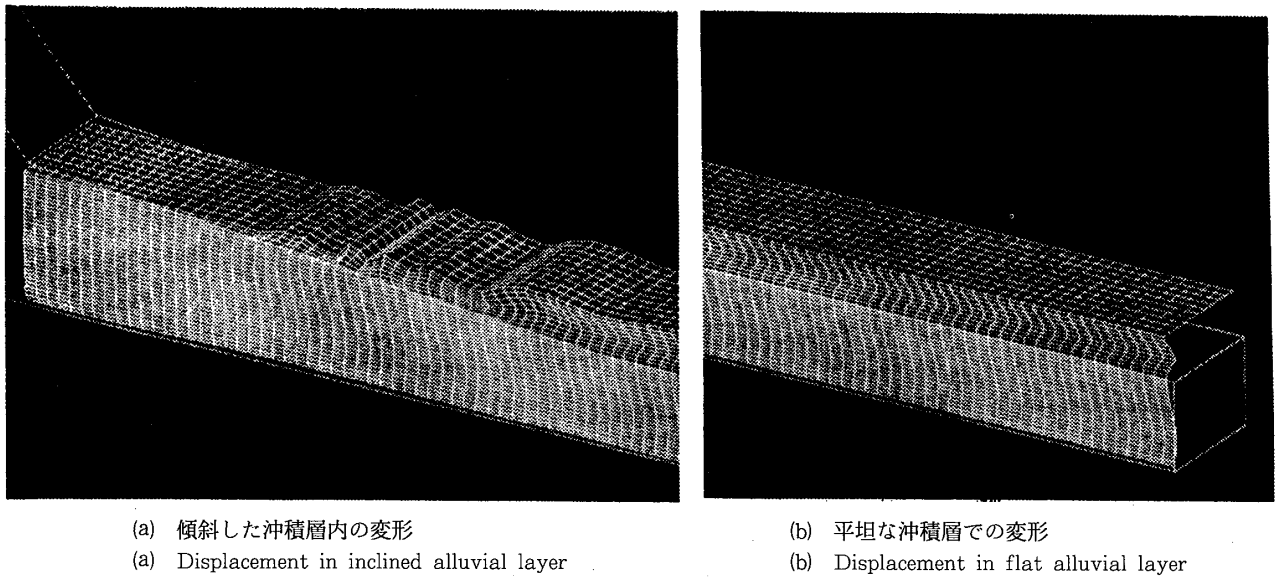 (a) 傾斜した沖積層内の変形
(a) Displacement in inclined alluvial layer
(b) 平坦な沖積層での変形
(b) Displacement in flat alluvial layer